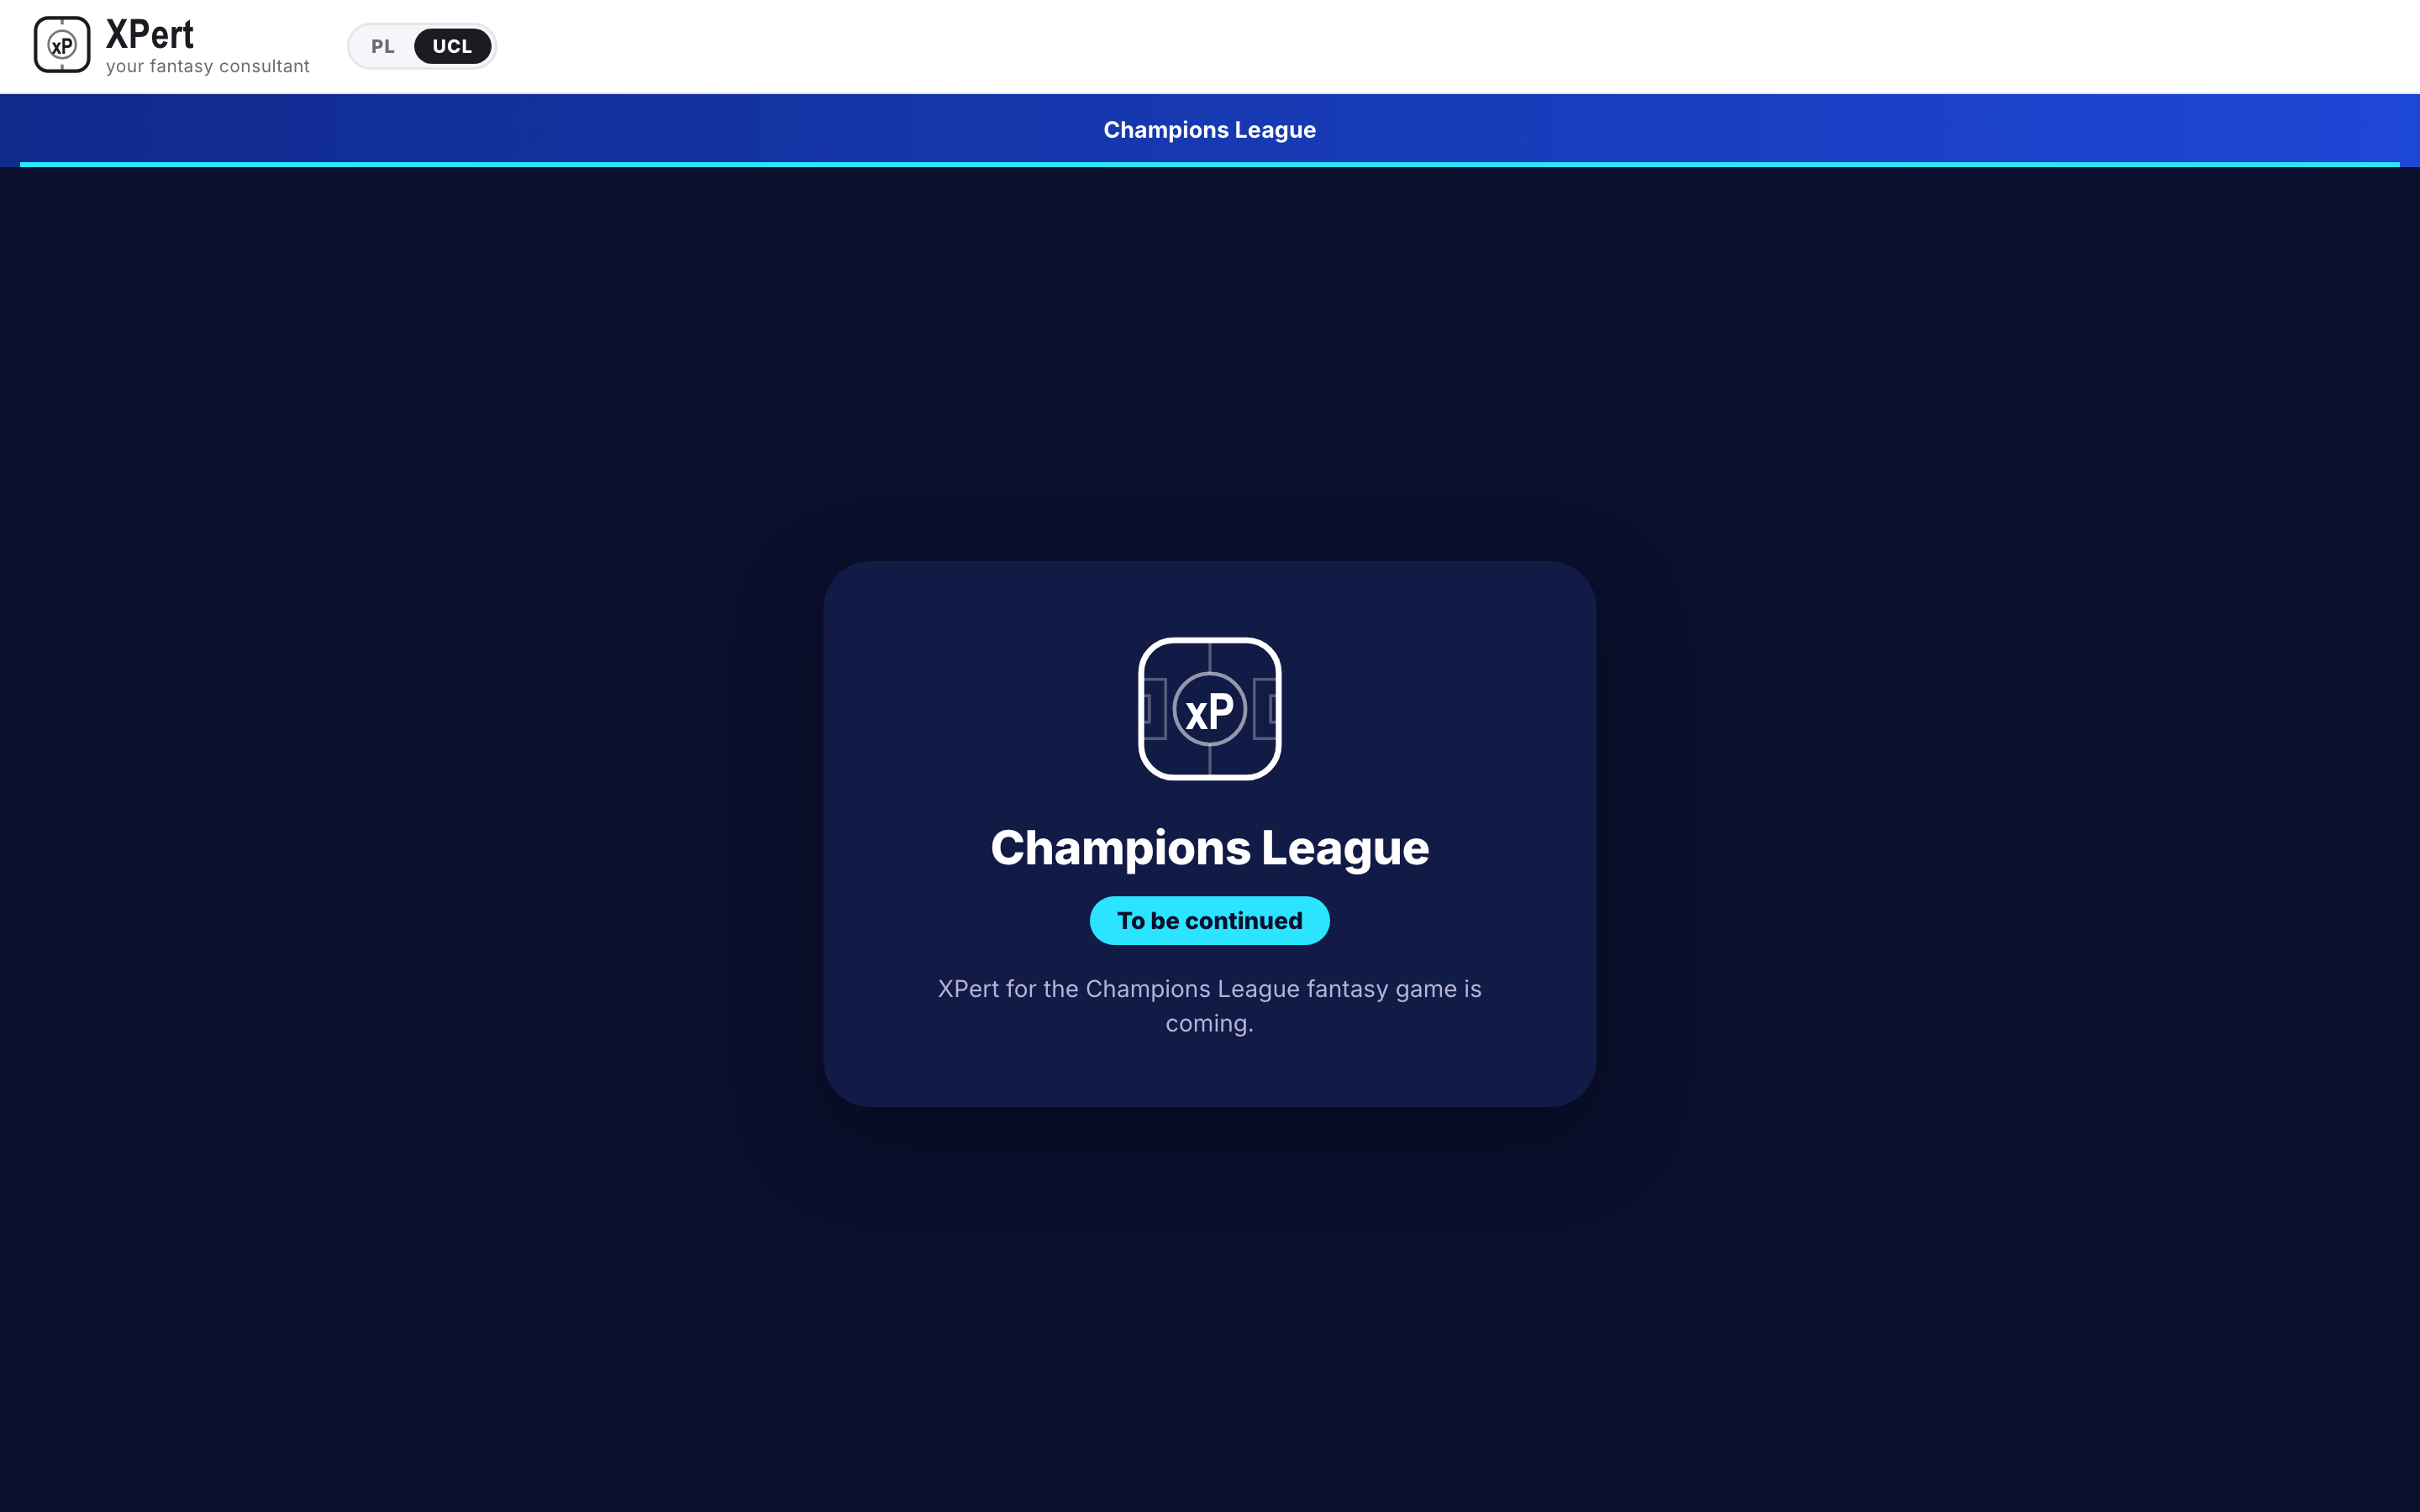 xP
XPert
your fantasy consultant
PL
UCL
Champions League
xP
Champions League
To be continued
XPert for the Champions League fantasy game is
coming.